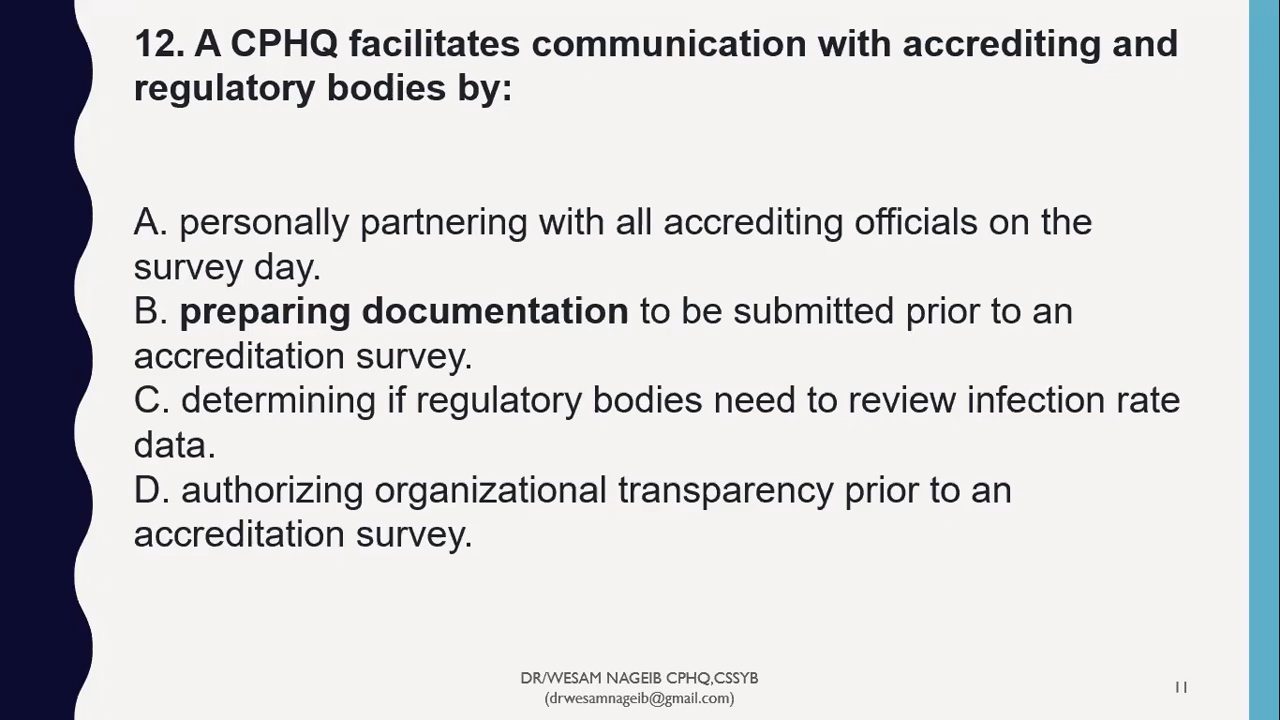 12. A CPHQ facilitates communication with accrediting and
regulatory bodies by:
A. personally partnering with all accrediting officials on the
survey day.
B. preparing documentation to be submitted prior to an
accreditation survey.
C. determining if regulatory bodies need to review infection rate
data.
D. authorizing organizational transparency prior to an
accreditation survey.
DR/WESAM NAGEIB CPHQ,CSSYB
(drwesamnageib@gmail.com)
11